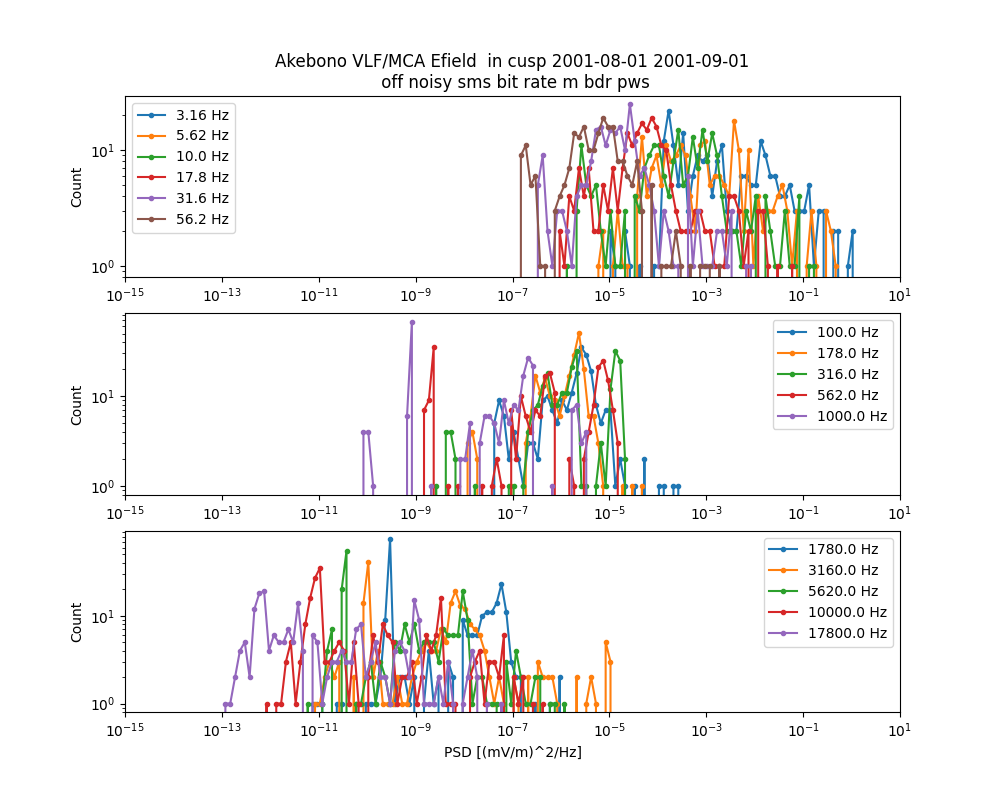 Akebono VLF/MCA Efield  in cusp 2001-08-01 2001-09-01
off noisy sms bit rate m bdr pws
Count
10^1
10^0
3.16 Hz
5.62 Hz
10.0 Hz
17.8 Hz
31.6 Hz
56.2 Hz
10^-15 10^-13 10^-11 10^-9 10^-7 10^-5 10^-3 10^-1 10^1
Count
10^1
10^0
100.0 Hz
178.0 Hz
316.0 Hz
562.0 Hz
1000.0 Hz
10^-15 10^-13 10^-11 10^-9 10^-7 10^-5 10^-3 10^-1 10^1
Count
10^1
10^0
1780.0 Hz
3160.0 Hz
5620.0 Hz
10000.0 Hz
17800.0 Hz
10^-15 10^-13 10^-11 10^-9 10^-7 10^-5 10^-3 10^-1 10^1
PSD [(mV/m)^2/Hz]